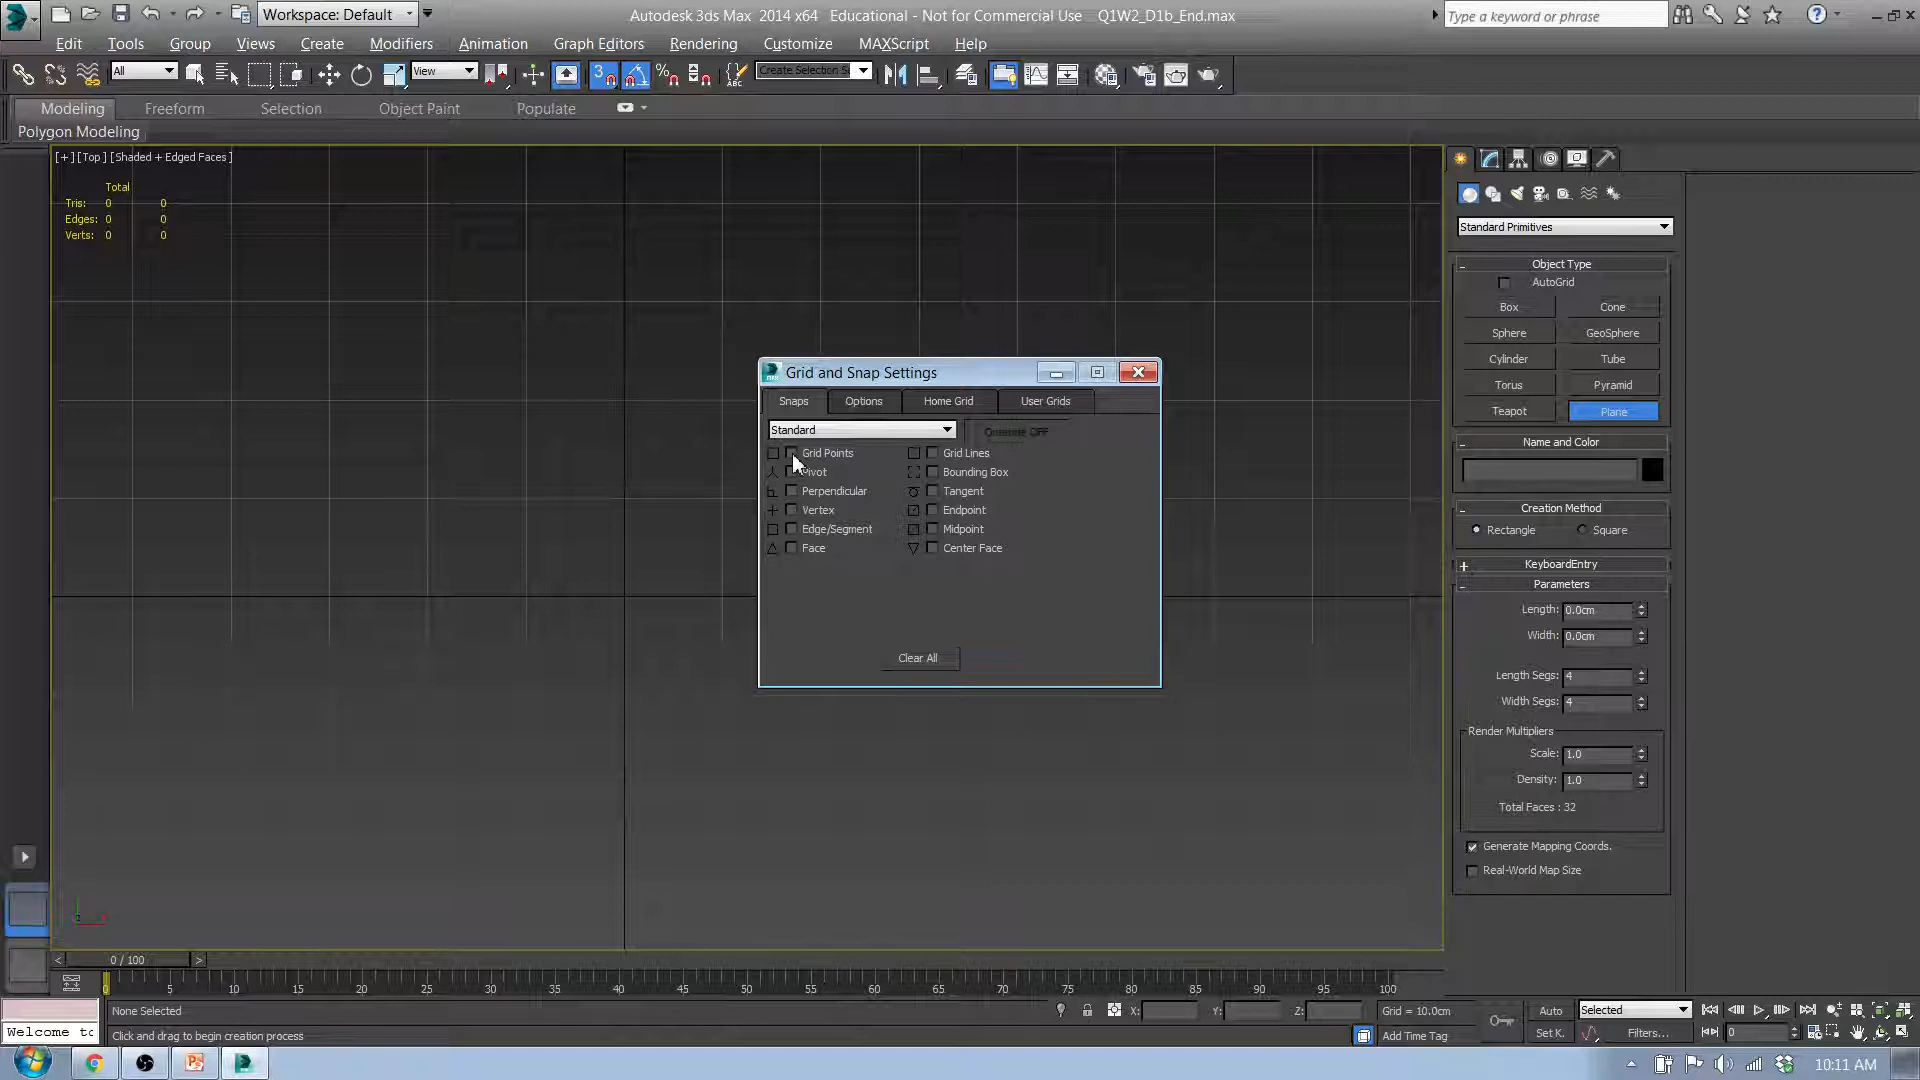 Workspace: Default
Autodesk 3ds Max 2014 x64 Educational - Not for Commercial Use Q1W2_D1b_End.max
Type a keyword or phrase
Edit Tools Group Views Create Modifiers Animation Graph Editors Rendering Customize MAXScript Help
All View 3 % ABC Create Selection S
Modeling Freeform Selection Object Paint Populate
Polygon Modeling
[+] [Top] [Shaded + Edged Faces]
Total
Tris: 0 0
Edges: 0 0
Verts: 0 0
Grid and Snap Settings
Snaps Options Home Grid User Grids
Standard
Grid Points Grid Lines
Pivot Bounding Box
Perpendicular Tangent
Vertex Endpoint
Edge/Segment Midpoint
Face Center Face
Clear All
Standard Primitives
Object Type
AutoGrid
Box Cone
Sphere GeoSphere
Cylinder Tube
Torus Pyramid
Teapot Plane
Name and Color
Creation Method
Rectangle Square
KeyboardEntry
Parameters
Length: 0.0cm
Width: 0.0cm
Length Segs: 4
Width Segs: 4
Render Multipliers
Scale: 1.0
Density: 1.0
Total Faces : 32
Generate Mapping Coords.
Real-World Map Size
< 0 / 100 >
0 5 10 15 20 25 30 35 40 45 50 55 60 65 70 75 80 85 90 95 100
None Selected X: Y: Z: Grid = 10.0cm Auto Selected
Welcome to Click and drag to begin creation process Add Time Tag Set K. Filters... 0
10:11 AM